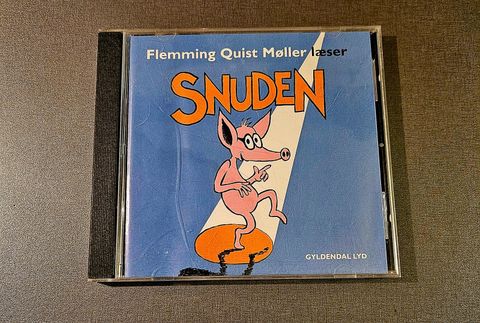 Flemming Quist Møller læser
SNUDEN
GYLDENDAL LYD